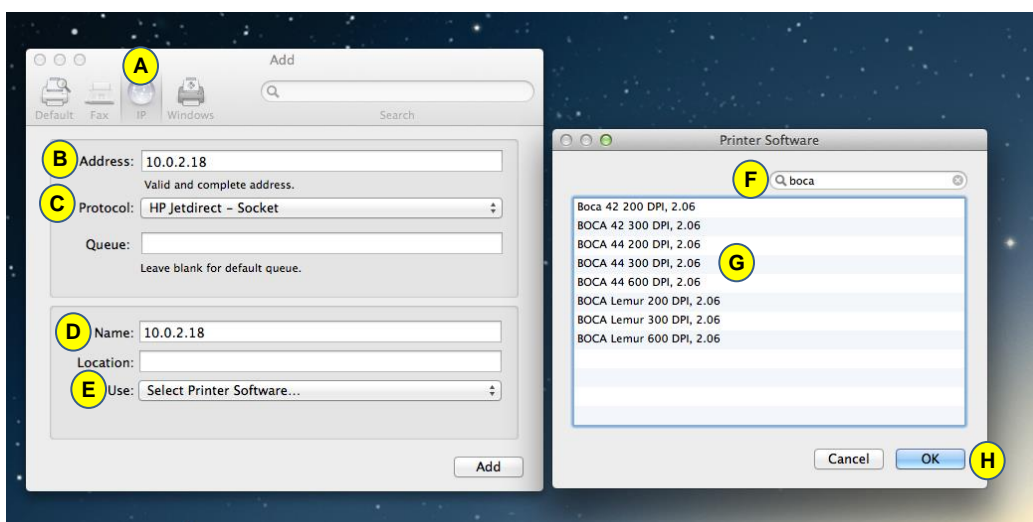 A
Add
Default Fax IP Windows
Search
B Address: 10.0.2.18
Valid and complete address.
C Protocol: HP Jetdirect – Socket
Queue:
Leave blank for default queue.
D Name: 10.0.2.18
Location:
E Use: Select Printer Software...
Add
Printer Software
F boca
Boca 42 200 DPI, 2.06
BOCA 42 300 DPI, 2.06
BOCA 44 200 DPI, 2.06
BOCA 44 300 DPI, 2.06
G
BOCA 44 600 DPI, 2.06
BOCA Lemur 200 DPI, 2.06
BOCA Lemur 300 DPI, 2.06
BOCA Lemur 600 DPI, 2.06
Cancel OK H